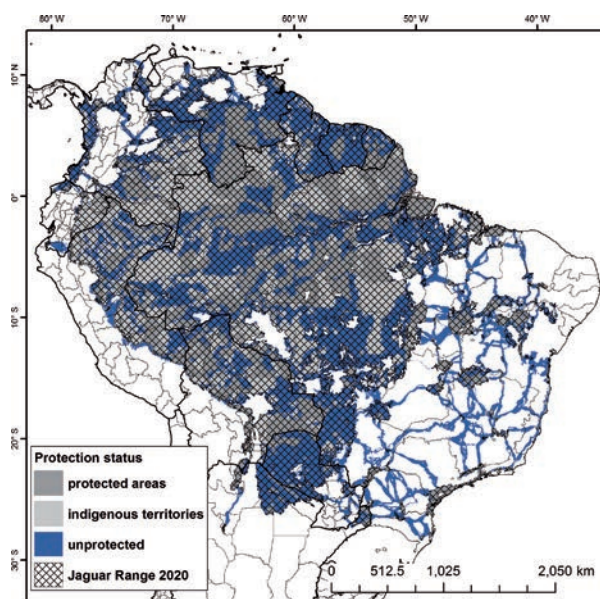 80°W 70°W 60°W 50°W 40°W
10°N
0°
10°S
20°S
30°S
Protection status
protected areas
indigenous territories
unprotected
Jaguar Range 2020
0 512.5 1,025 2,050 km